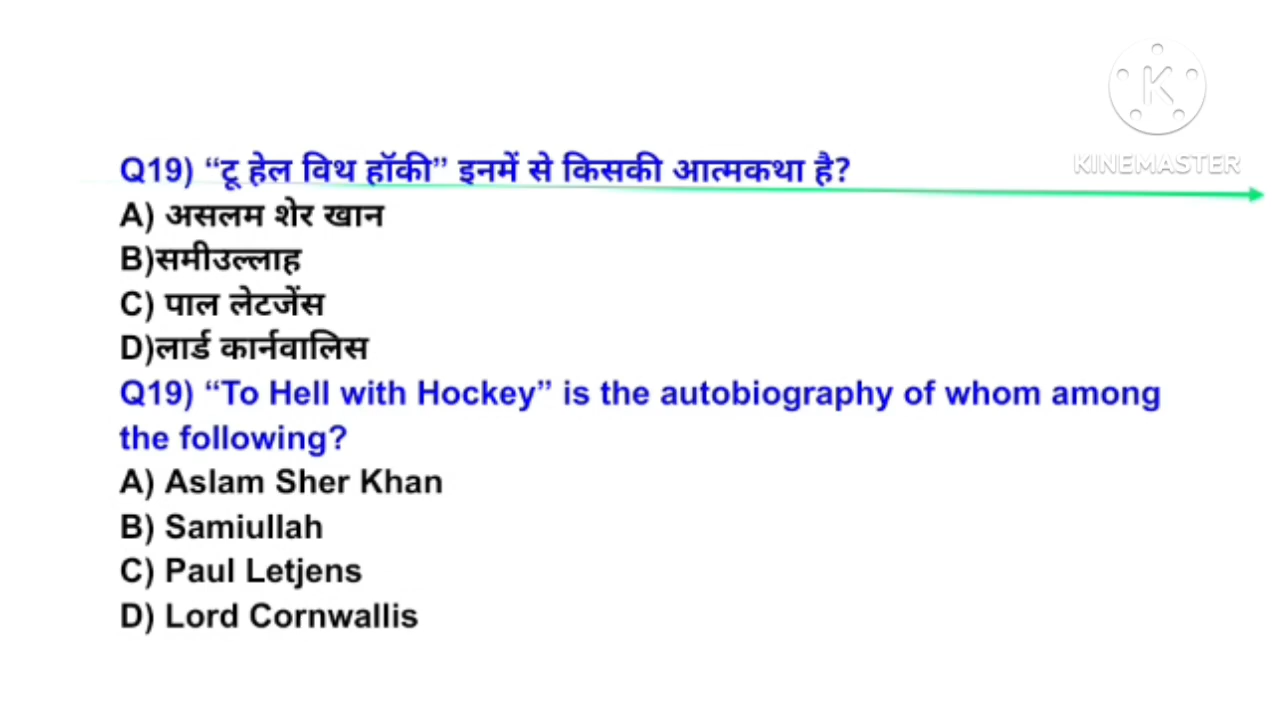 KINEMASTER
Q19) “टू हेल विथ हॉकी” इनमें से किसकी आत्मकथा है?
A) असलम शेर खान
B)समीउल्लाह
C) पाल लेटजेंस
D)लार्ड कार्नवालिस
Q19) “To Hell with Hockey” is the autobiography of whom among
the following?
A) Aslam Sher Khan
B) Samiullah
C) Paul Letjens
D) Lord Cornwallis